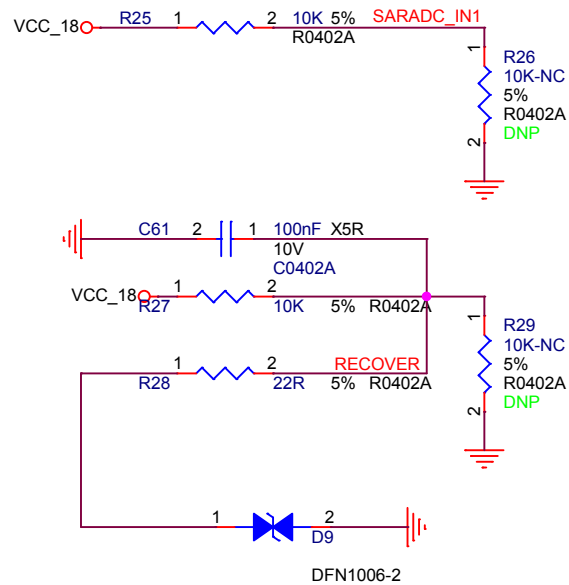 VCC_18 R25 1 2 10K 5% SARADC_IN1
R0402A
1 R26
10K-NC
5%
R0402A
2 DNP
C61 2 1 100nF X5R
10V
C0402A
VCC_18 1 2
R27 10K 5% R0402A
1 R29
10K-NC
5%
R0402A
2 DNP
1 2 RECOVER
R28 22R 5% R0402A
1 2
D9
DFN1006-2